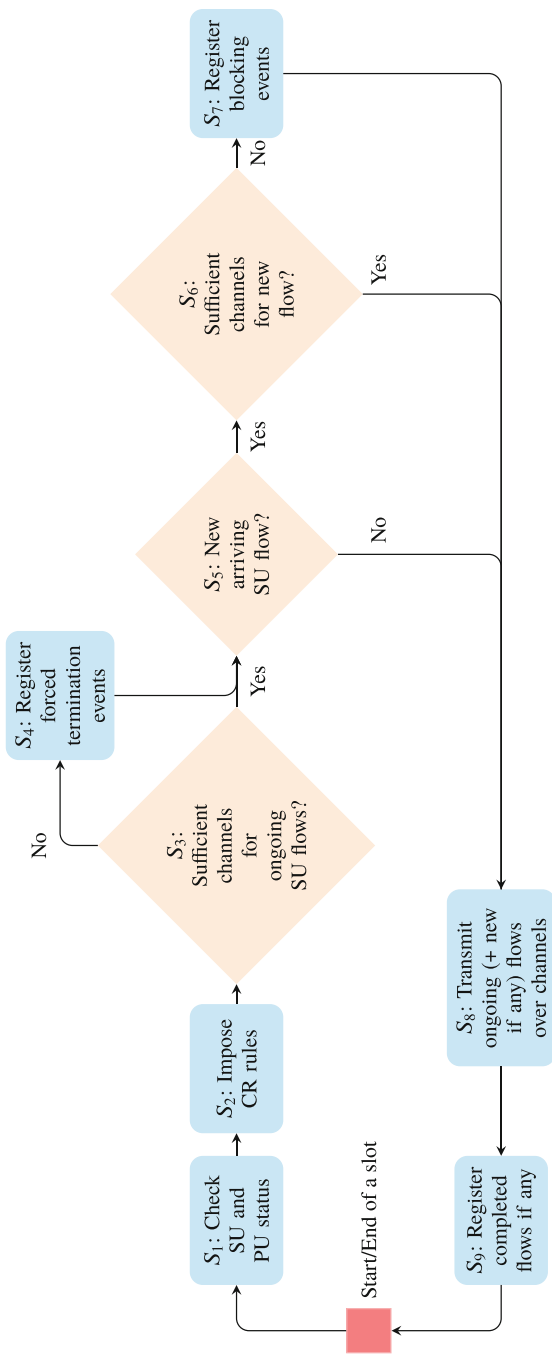 Start/End of a slot
S₁: Check
SU and
PU status
S₂: Impose
CR rules
S₃:
Sufficient
channels
for
ongoing
SU flows?
No
S₄: Register
forced
termination
events
Yes
S₅: New
arriving
SU flow?
No
Yes
S₆:
Sufficient
channels
for new
flow?
Yes
No
S₇: Register
blocking
events
S₈: Transmit
ongoing (+ new
if any) flows
over channels
S₉: Register
completed
flows if any